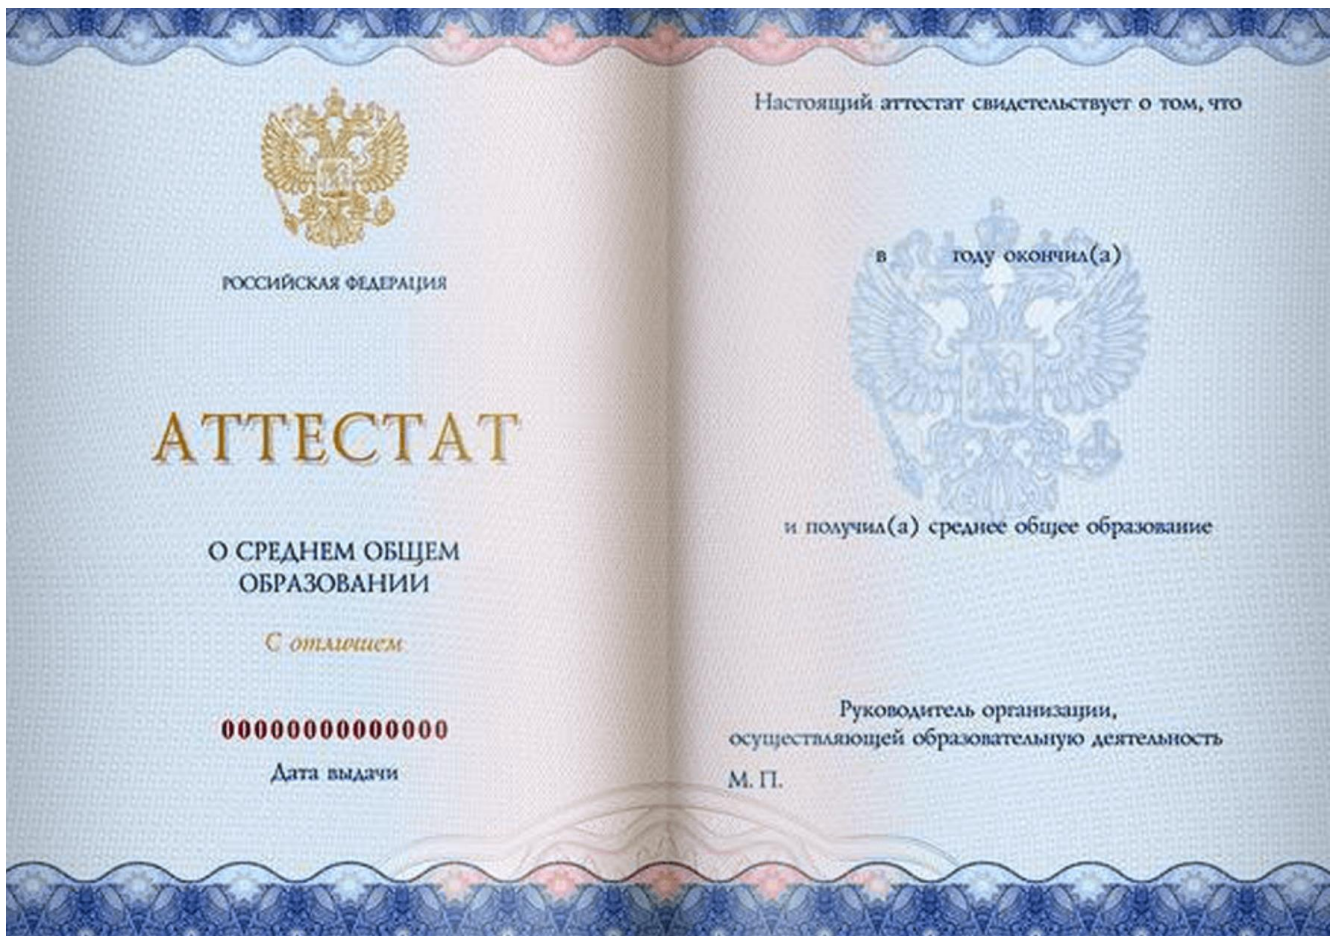 РОССИЙСКАЯ ФЕДЕРАЦИЯ
АТТЕСТАТ
О СРЕДНЕМ ОБЩЕМ
ОБРАЗОВАНИИ
С отличием
00000000000000
Дата выдачи
Настоящий аттестат свидетельствует о том, что
в году окончил(а)
и получил(а) среднее общее образование
Руководитель организации,
осуществляющей образовательную деятельность
М. П.